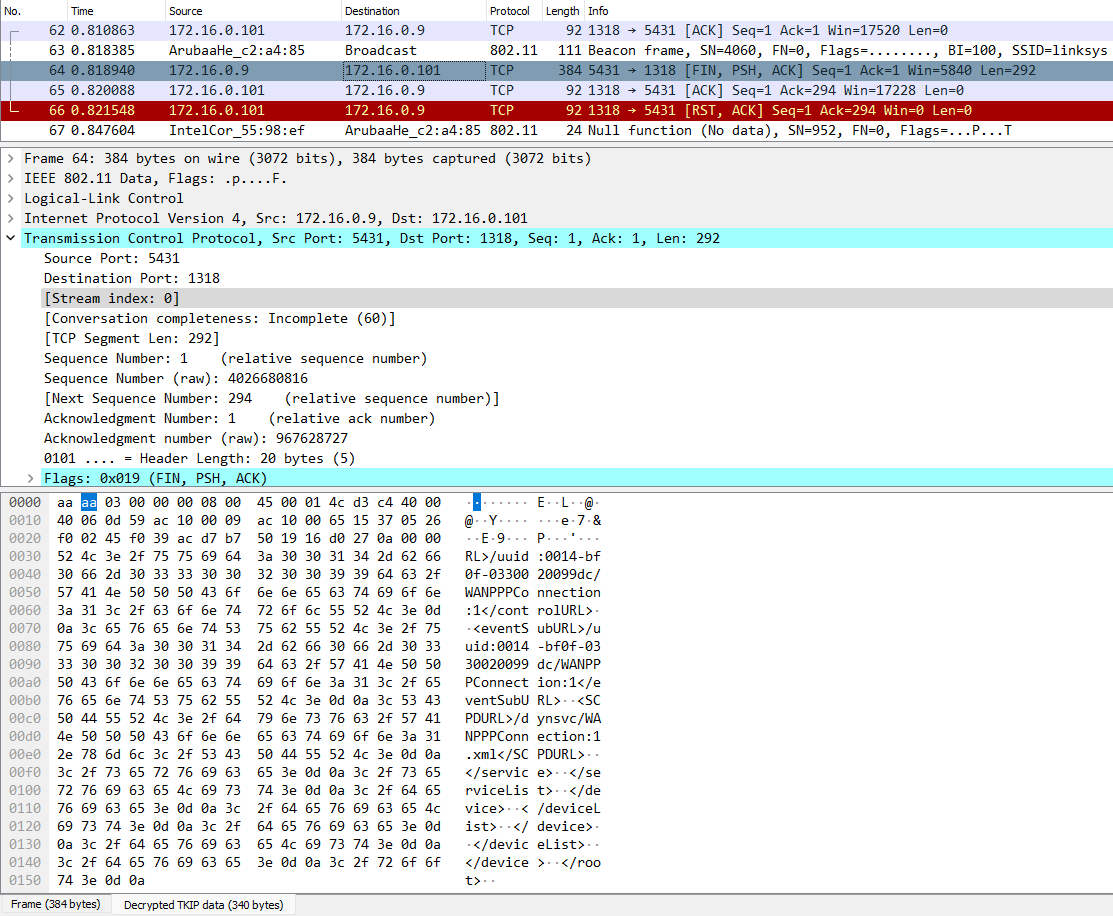 No. Time Source Destination Protocol Length Info
62 0.810863 172.16.0.101 172.16.0.9 TCP 92 1318 → 5431 [ACK] Seq=1 Ack=1 Win=17520 Len=0
63 0.818385 ArubaaHe_c2:a4:85 Broadcast 802.11 111 Beacon frame, SN=4060, FN=0, Flags=........, BI=100, SSID=linksys
64 0.818940 172.16.0.9 172.16.0.101 TCP 384 5431 → 1318 [FIN, PSH, ACK] Seq=1 Ack=1 Win=5840 Len=292
65 0.820088 172.16.0.101 172.16.0.9 TCP 92 1318 → 5431 [ACK] Seq=1 Ack=294 Win=17228 Len=0
66 0.821548 172.16.0.101 172.16.0.9 TCP 92 1318 → 5431 [RST, ACK] Seq=1 Ack=294 Win=0 Len=0
67 0.847604 IntelCor_55:98:ef ArubaaHe_c2:a4:85 802.11 24 Null function (No data), SN=952, FN=0, Flags=...P...T
Frame 64: 384 bytes on wire (3072 bits), 384 bytes captured (3072 bits)
IEEE 802.11 Data, Flags: .p....F.
Logical-Link Control
Internet Protocol Version 4, Src: 172.16.0.9, Dst: 172.16.0.101
Transmission Control Protocol, Src Port: 5431, Dst Port: 1318, Seq: 1, Ack: 1, Len: 292
Source Port: 5431
Destination Port: 1318
[Stream index: 0]
[Conversation completeness: Incomplete (60)]
[TCP Segment Len: 292]
Sequence Number: 1 (relative sequence number)
Sequence Number (raw): 4026680816
[Next Sequence Number: 294 (relative sequence number)]
Acknowledgment Number: 1 (relative ack number)
Acknowledgment number (raw): 967628727
0101 .... = Header Length: 20 bytes (5)
Flags: 0x019 (FIN, PSH, ACK)
0000 aa aa 03 00 00 00 08 00 45 00 01 4c d3 c4 40 00 ········ E··L··@·
0010 40 06 0d 59 ac 10 00 09 ac 10 00 65 15 37 05 26 @··Y···· ···e·7·&
0020 f0 02 45 f0 39 ac d7 b7 50 19 16 d0 27 0a 00 00 ··E·9··· P···'···
0030 52 4c 3e 2f 75 75 69 64 3a 30 30 31 34 2d 62 66 RL>/uuid :0014-bf
0040 30 66 2d 30 33 33 30 30 32 30 30 39 39 64 63 2f 0f-03300 20099dc/
0050 57 41 4e 50 50 50 43 6f 6e 6e 65 63 74 69 6f 6e WANPPPCo nnection
0060 3a 31 3c 2f 63 6f 6e 74 72 6f 6c 55 52 4c 3e 0d :1</cont rolURL>·
0070 0a 3c 65 76 65 6e 74 53 75 62 55 52 4c 3e 2f 75 ·<eventS ubURL>/u
0080 75 69 64 3a 30 30 31 34 2d 62 66 30 66 2d 30 33 uid:0014 -bf0f-03
0090 33 30 30 32 30 30 39 39 64 63 2f 57 41 4e 50 50 30020099 dc/WANPP
00a0 50 43 6f 6e 6e 65 63 74 69 6f 6e 3a 31 3c 2f 65 PConnect ion:1</e
00b0 76 65 6e 74 53 75 62 55 52 4c 3e 0d 0a 3c 53 43 ventSubU RL>··<SC
00c0 50 44 55 52 4c 3e 2f 64 79 6e 73 76 63 2f 57 41 PDURL>/d ynsvc/WA
00d0 4e 50 50 50 43 6f 6e 6e 65 63 74 69 6f 6e 3a 31 NPPPConn ection:1
00e0 2e 78 6d 6c 3c 2f 53 43 50 44 55 52 4c 3e 0d 0a .xml</SC PDURL>··
00f0 3c 2f 73 65 72 76 69 63 65 3e 0d 0a 3c 2f 73 65 </servic e>··</se
0100 72 76 69 63 65 4c 69 73 74 3e 0d 0a 3c 2f 64 65 rviceLis t>··</de
0110 76 69 63 65 3e 0d 0a 3c 2f 64 65 76 69 63 65 4c vice>··< /deviceL
0120 69 73 74 3e 0d 0a 3c 2f 64 65 76 69 63 65 3e 0d ist>··</ device>·
0130 0a 3c 2f 64 65 76 69 63 65 4c 69 73 74 3e 0d 0a ·</devic eList>··
0140 3c 2f 64 65 76 69 63 65 3e 0d 0a 3c 2f 72 6f 6f </device >··</roo
0150 74 3e 0d 0a t>··
Frame (384 bytes) Decrypted TKIP data (340 bytes)